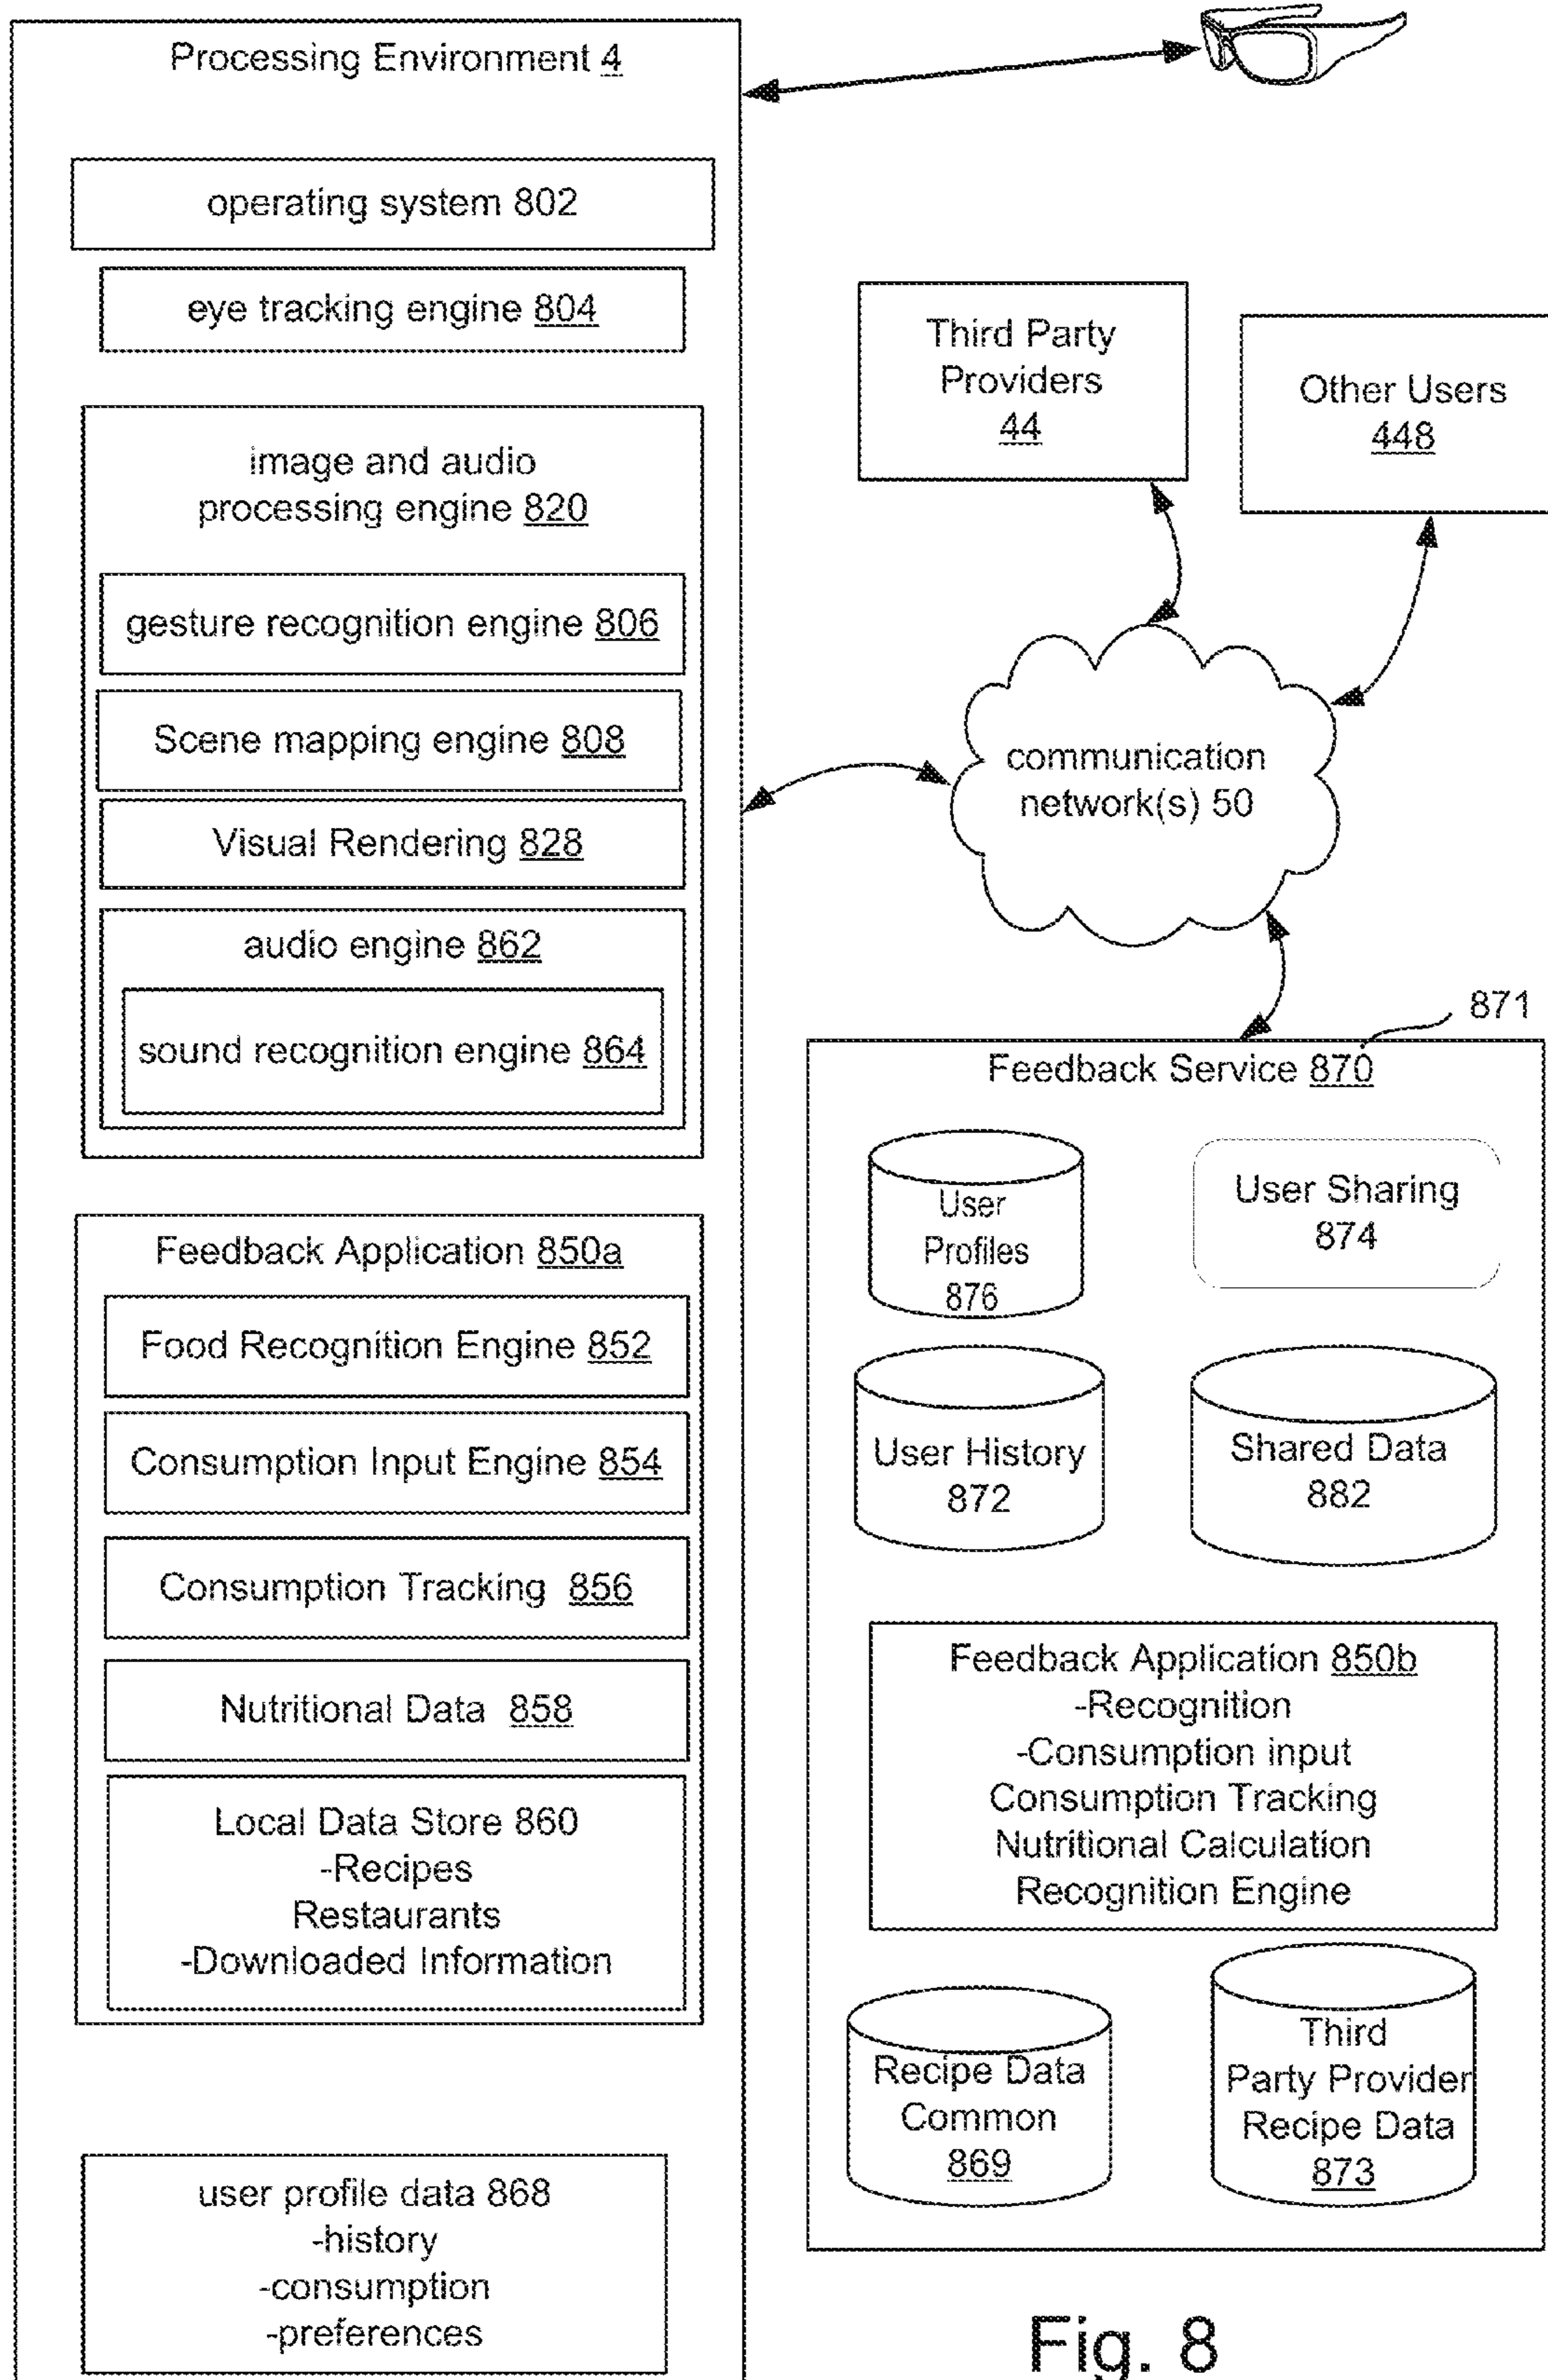 Processing Environment 4
operating system 802
eye tracking engine 804
image and audio
processing engine 820
gesture recognition engine 806
Scene mapping engine 808
Visual Rendering 828
audio engine 862
sound recognition engine 864
Feedback Application 850a
Food Recognition Engine 852
Consumption Input Engine 854
Consumption Tracking 856
Nutritional Data 858
Local Data Store 860
-Recipes
Restaurants
-Downloaded Information
user profile data 868
-history
-consumption
-preferences
Third Party
Providers
44
Other Users
448
communication
network(s) 50
871
Feedback Service 870
User
Profiles
876
User Sharing
874
User History
872
Shared Data
882
Feedback Application 850b
-Recognition
-Consumption input
Consumption Tracking
Nutritional Calculation
Recognition Engine
Recipe Data
Common
869
Third
Party Provider
Recipe Data
873
Fig. 8